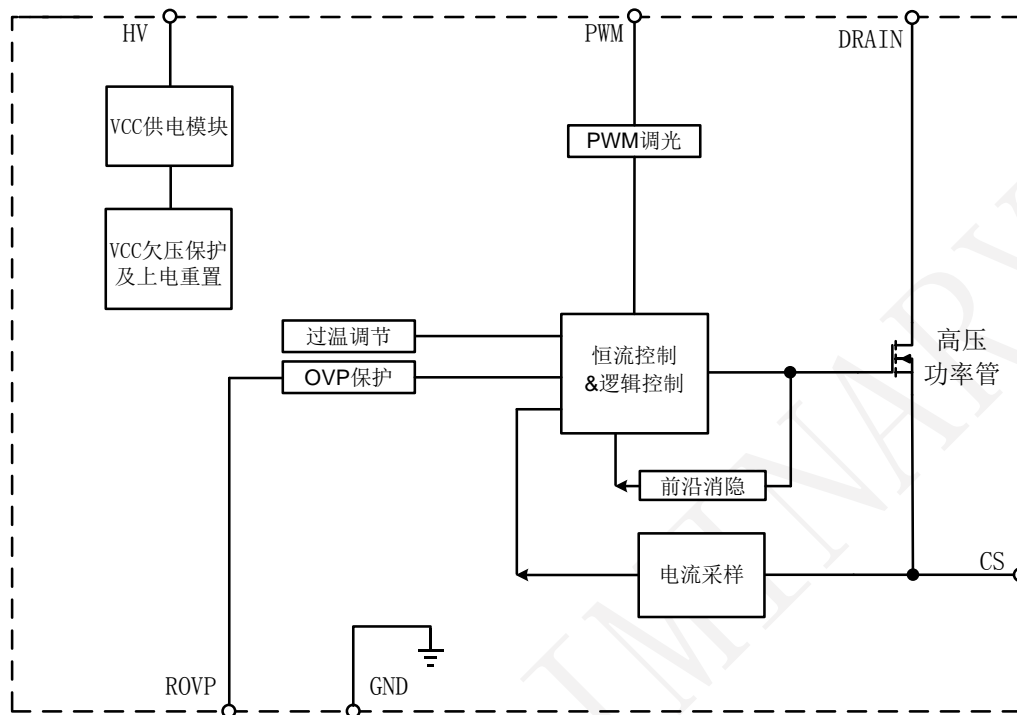 HV
PWM
DRAIN
VCC供电模块
PWM调光
VCC欠压保护
及上电重置
过温调节
OVP保护
恒流控制
&逻辑控制
高压
功率管
前沿消隐
电流采样
CS
ROVP
GND
IMINARY